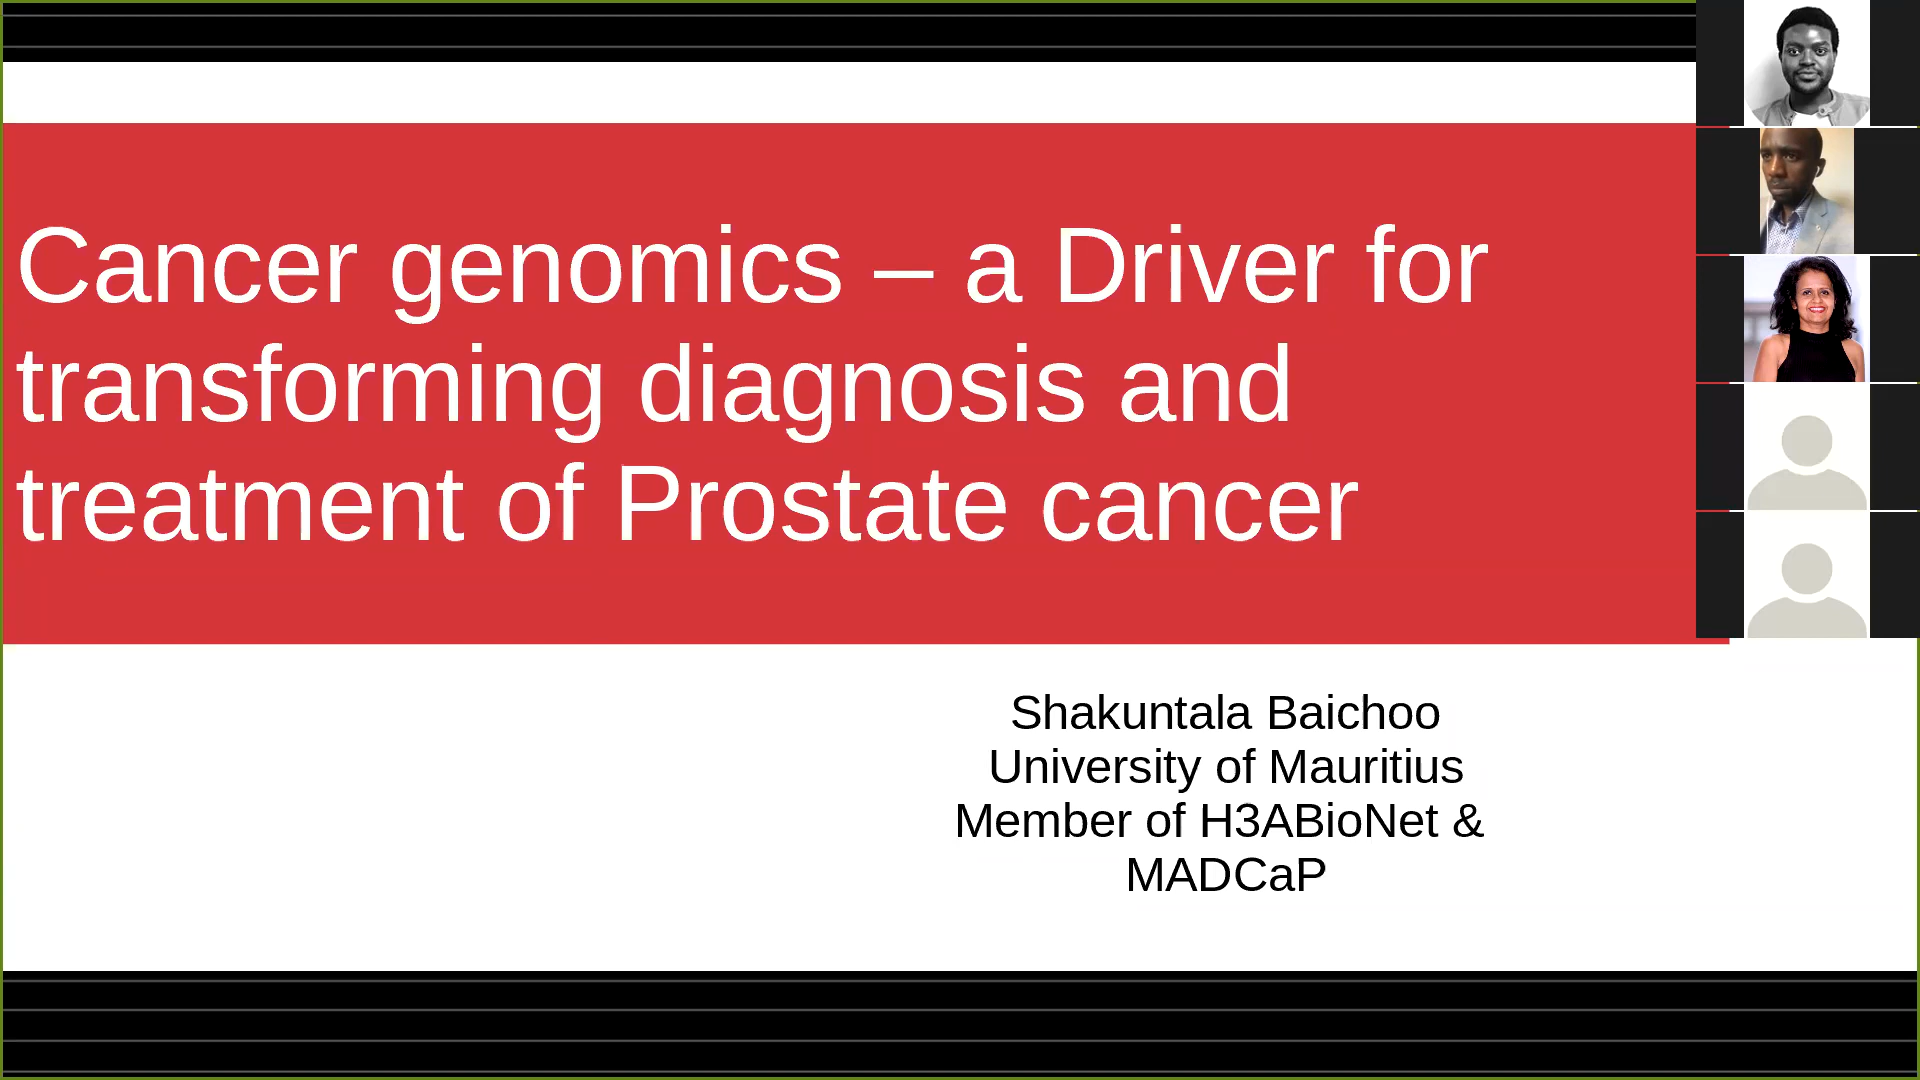 Cancer genomics – a Driver for
transforming diagnosis and
treatment of Prostate cancer
Shakuntala Baichoo
University of Mauritius
Member of H3ABioNet &
MADCaP